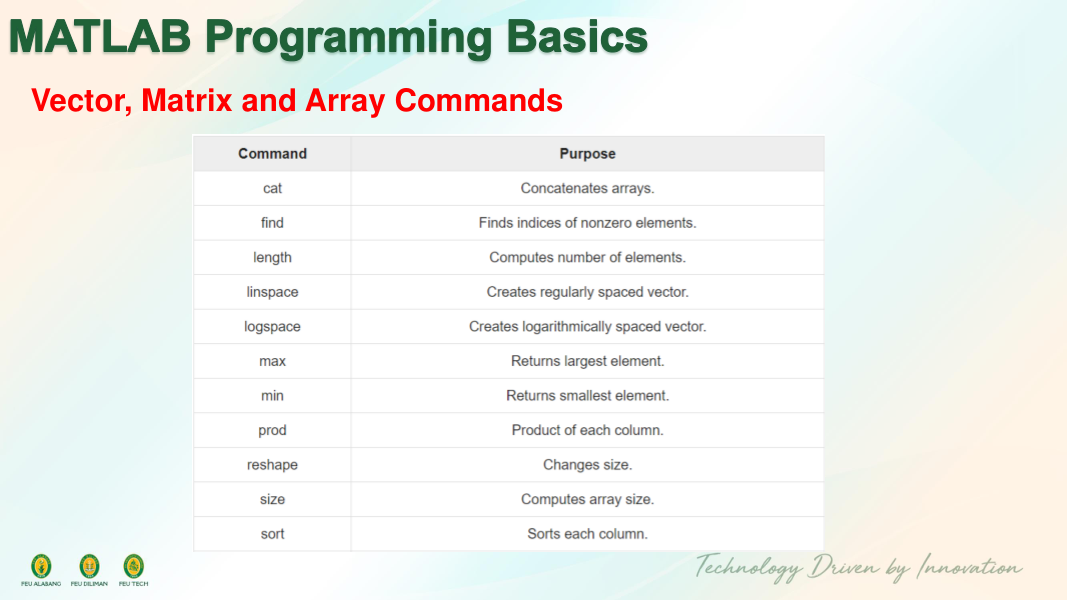 MATLAB Programming Basics
Vector, Matrix and Array Commands
Command Purpose
cat Concatenates arrays.
find Finds indices of nonzero elements.
length Computes number of elements.
linspace Creates regularly spaced vector.
logspace Creates logarithmically spaced vector.
max Returns largest element.
min Returns smallest element.
prod Product of each column.
reshape Changes size.
size Computes array size.
sort Sorts each column.
FEU ALABANG FEU DILIMAN FEU TECH
Technology Driven by Innovation